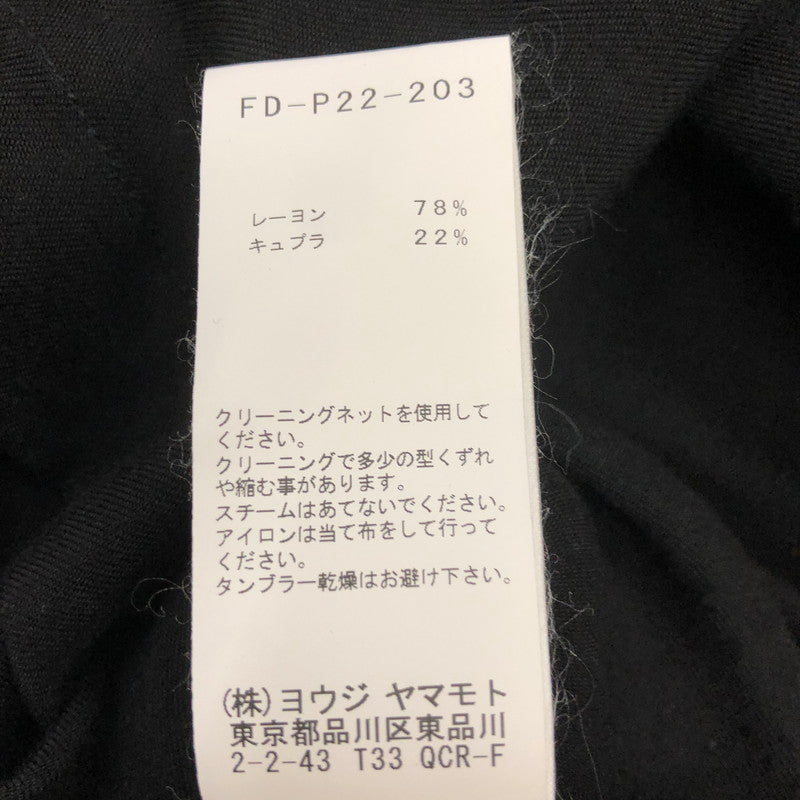 FD-P22-203
レーヨン 78%
キュプラ 22%
クリーニングネットを使用して
ください。
クリーニングで多少の型くずれ
や縮む事があります。
スチームはあてないでください。
アイロンは当て布をして行って
ください。
タンブラー乾燥はお避け下さい。
(株)ヨウジ ヤマモト
東京都品川区東品川
2-2-43 T33 QCR-F